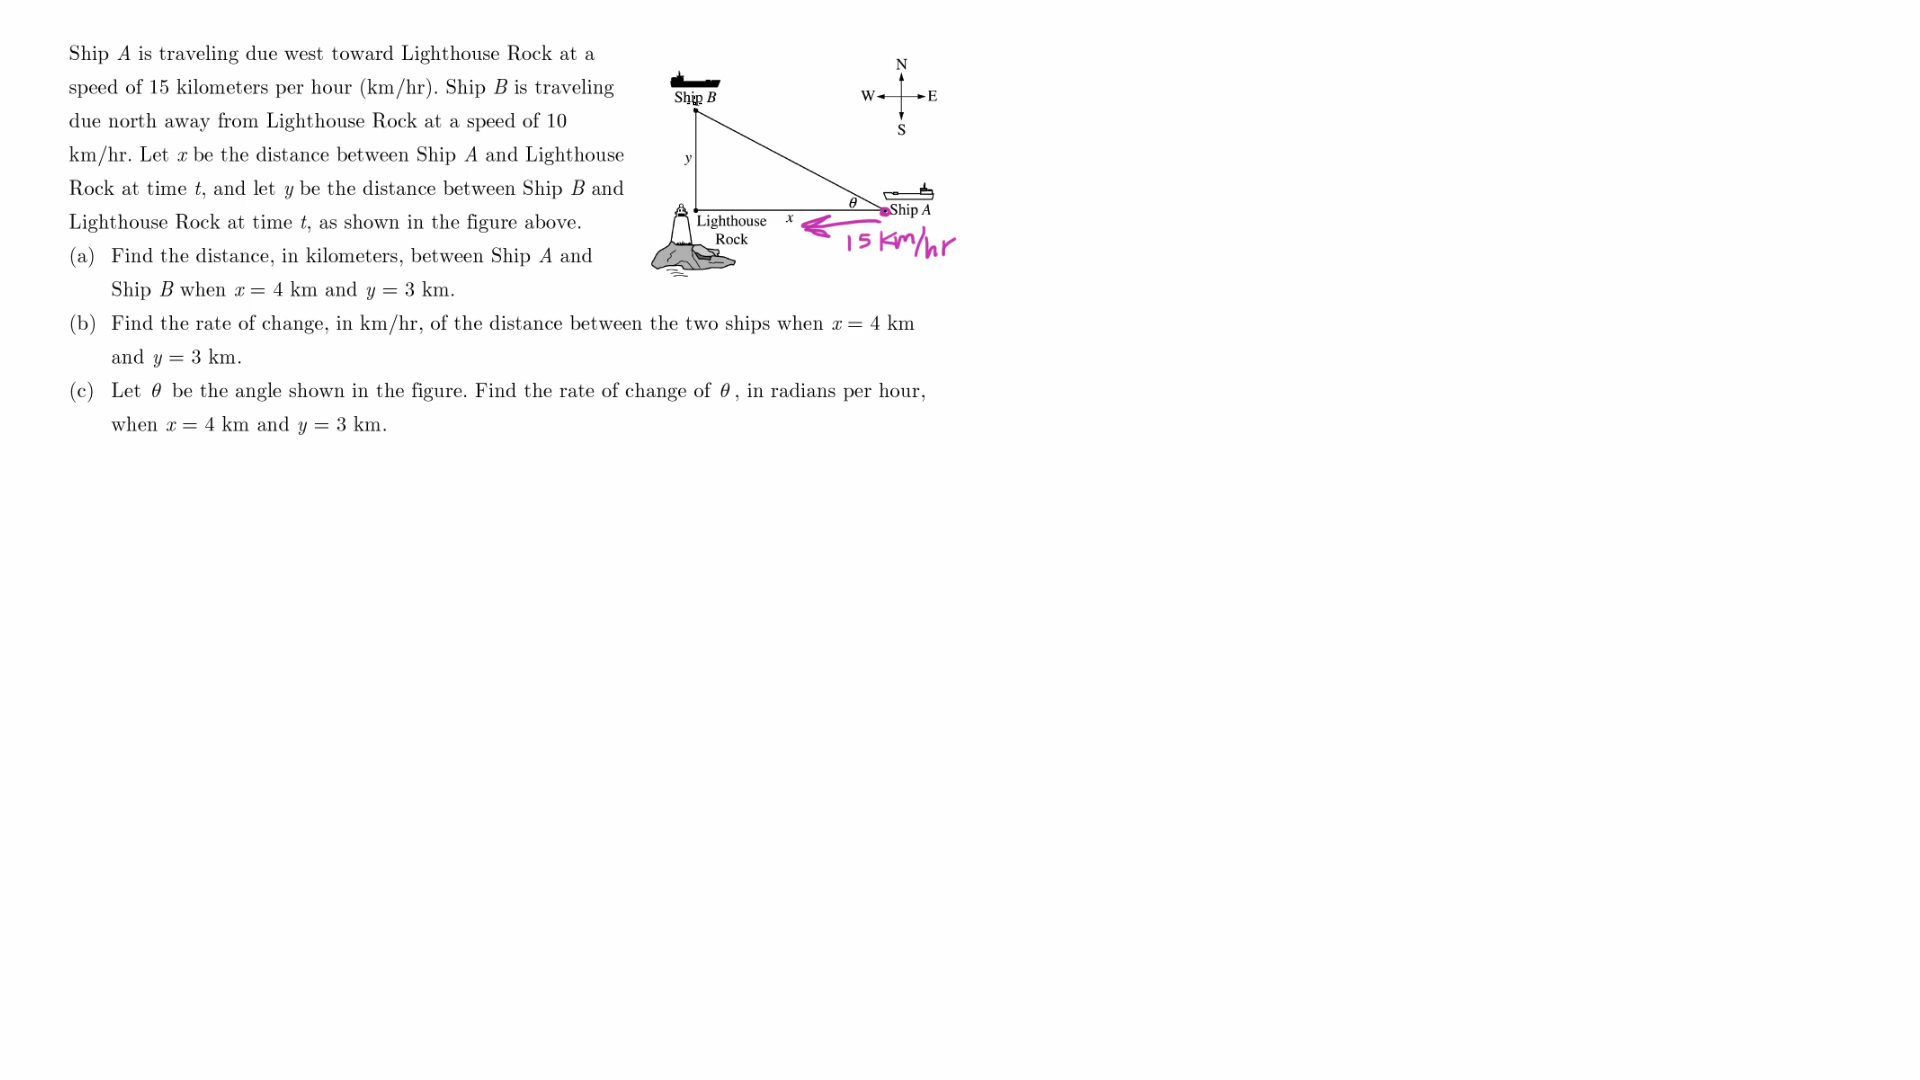 Ship A is traveling due west toward Lighthouse Rock at a
speed of 15 kilometers per hour (km/hr). Ship B is traveling
due north away from Lighthouse Rock at a speed of 10
km/hr. Let x be the distance between Ship A and Lighthouse
Rock at time t, and let y be the distance between Ship B and
Lighthouse Rock at time t, as shown in the figure above.
(a) Find the distance, in kilometers, between Ship A and
Ship B when x = 4 km and y = 3 km.
(b) Find the rate of change, in km/hr, of the distance between the two ships when x = 4 km
and y = 3 km.
(c) Let θ be the angle shown in the figure. Find the rate of change of θ, in radians per hour,
when x = 4 km and y = 3 km.
Ship B
N
W E
S
y
θ
Ship A
Lighthouse
Rock
x
15 km/hr